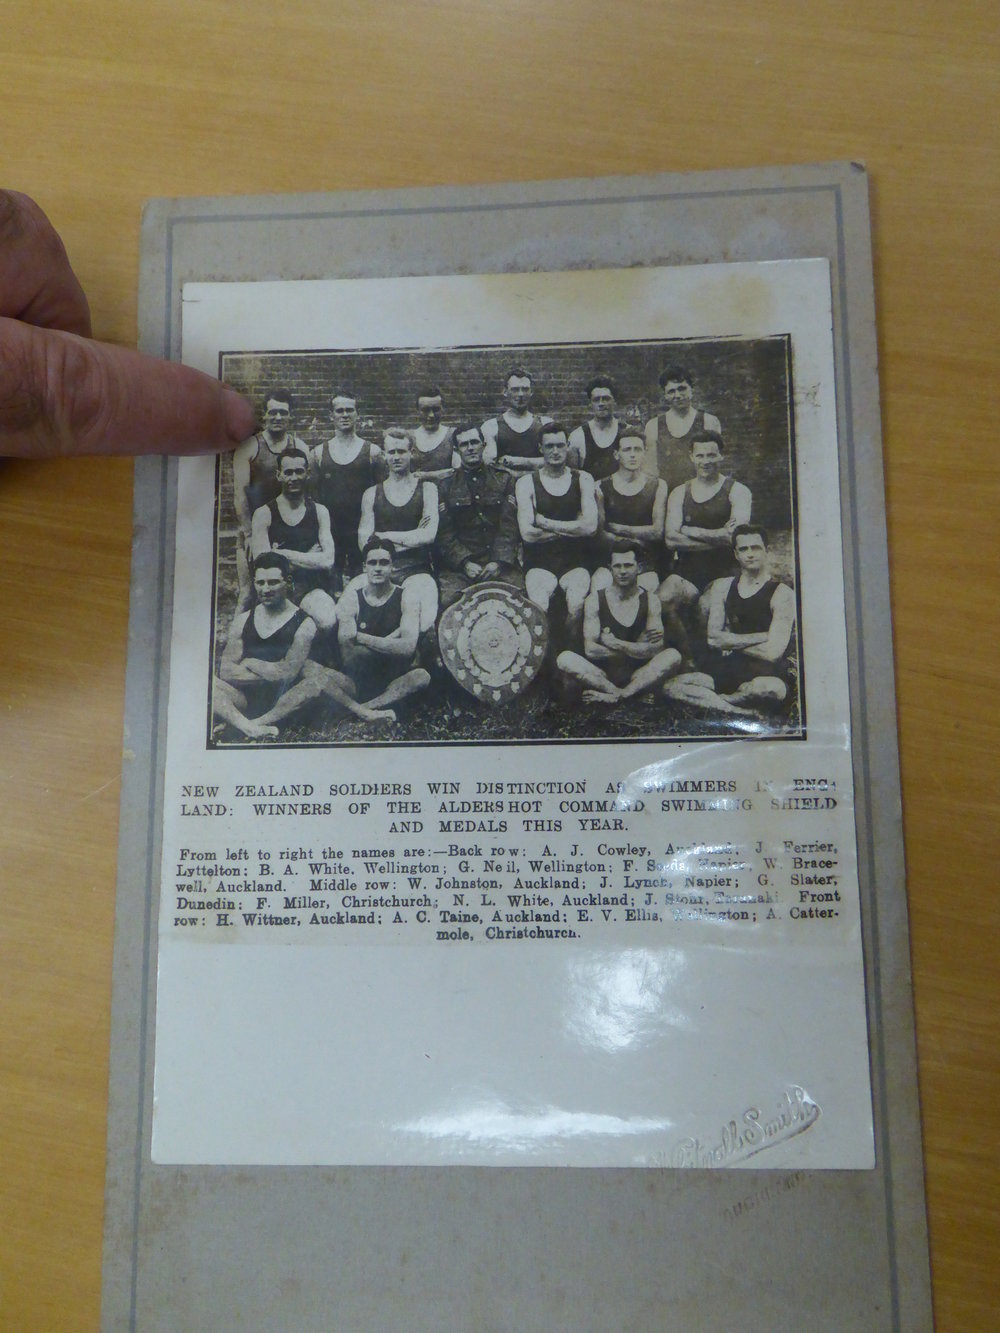 NEW ZEALAND SOLDIERS WIN DISTINCTION AS SWIMMERS IN ENG-
LAND: WINNERS OF THE ALDERSHOT COMMAND SWIMMING SHIELD
AND MEDALS THIS YEAR.
From left to right the names are:—Back row: A. J. Cowley, Auckland; J. Ferrier,
Lyttelton; B. A. White, Wellington; G. Neil, Wellington; F. Napier, W. Brace-
well, Auckland. Middle row: W. Johnston, Auckland; J. Lynch, Napier; G. Slater,
Dunedin; F. Miller, Christchurch; N. L. White, Auckland; J. Taranaki. Front
row: H. Wittner, Auckland; A. C. Taine, Auckland; E. V. Ellis, Wellington; A. Catter-
mole, Christchurch.
Smith